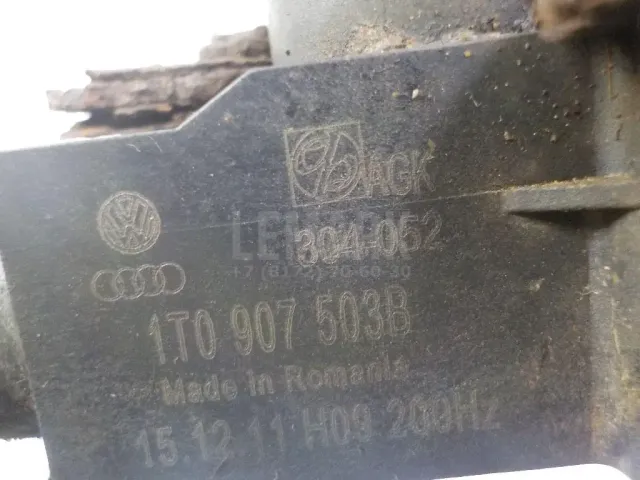 AGK
304-052
1T0 907 503B
Made in Romania
15.12.11 H09 200Hz